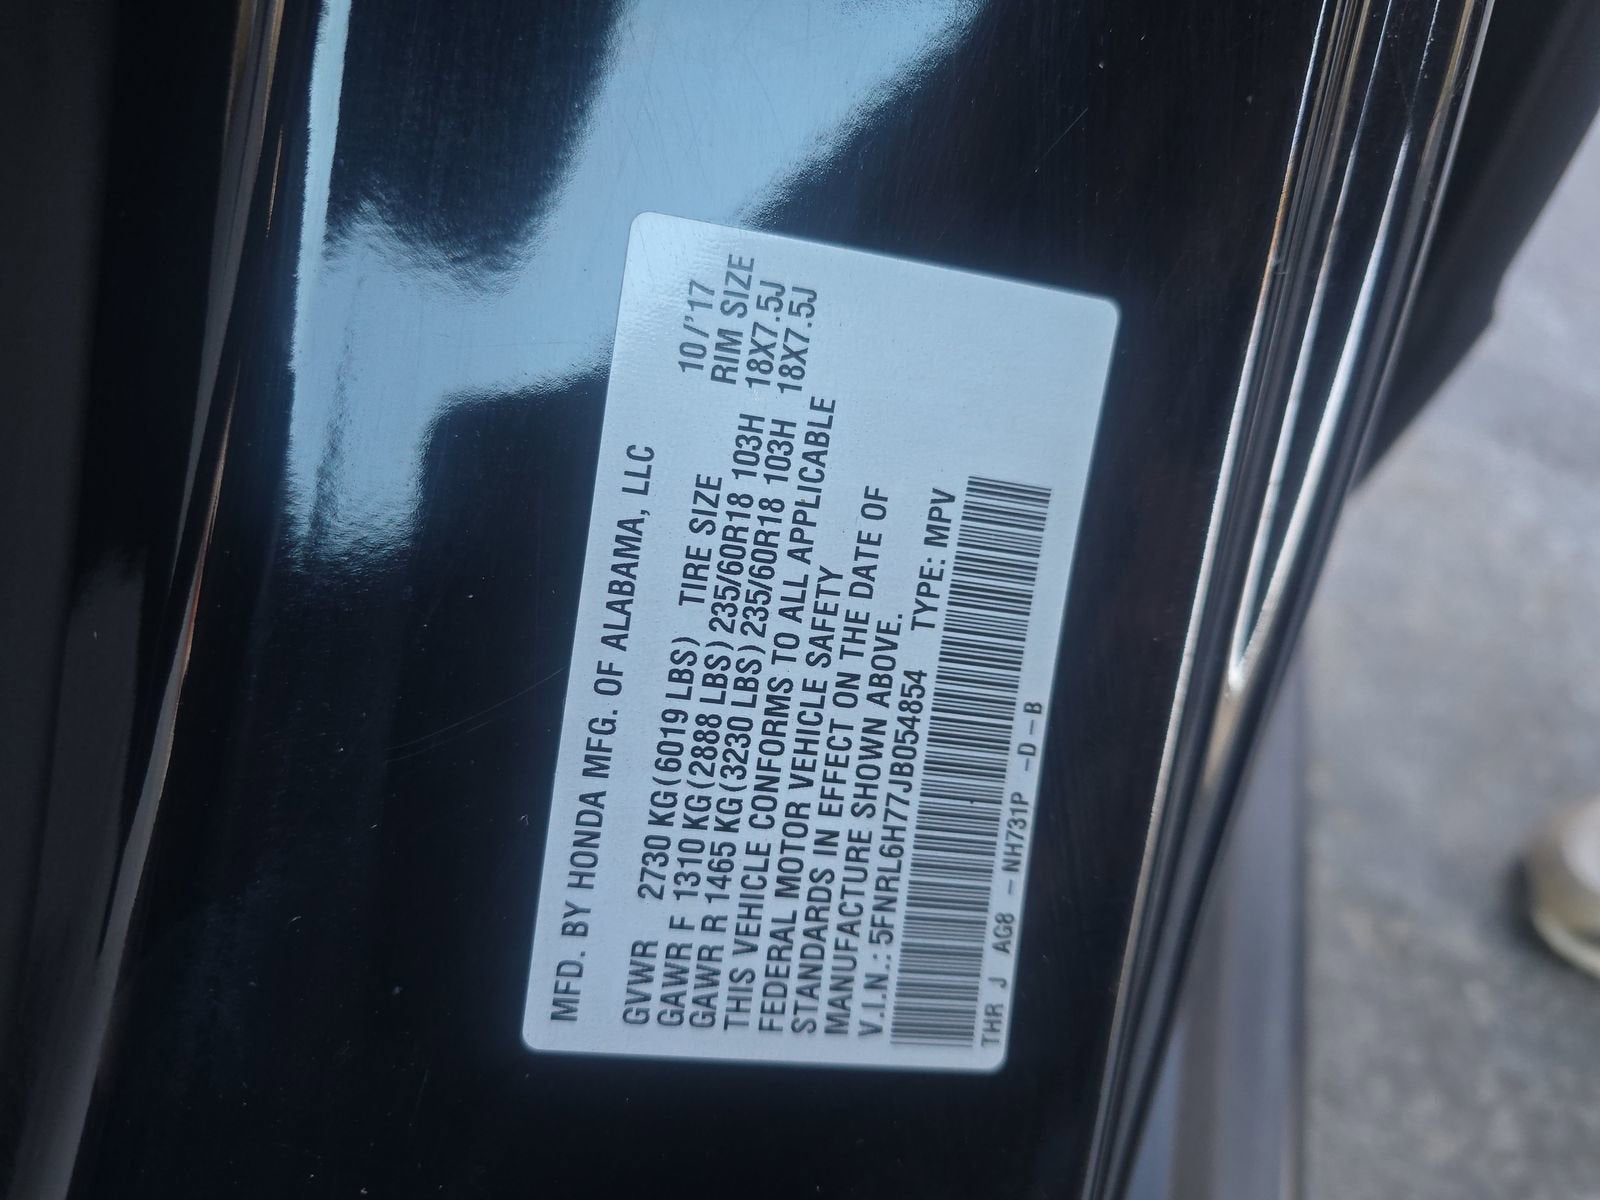 MFD. BY HONDA MFG. OF ALABAMA, LLC
10/'17
GVWR 2730 KG(6019 LBS) TIRE SIZE RIM SIZE
GAWR F 1310 KG(2888 LBS) 235/60R18 103H 18X7.5J
GAWR R 1465 KG(3230 LBS) 235/60R18 103H 18X7.5J
THIS VEHICLE CONFORMS TO ALL APPLICABLE
FEDERAL MOTOR VEHICLE SAFETY
STANDARDS IN EFFECT ON THE DATE OF
MANUFACTURE SHOWN ABOVE.
V.I.N.: 5FNRL6H77JB054854 TYPE: MPV
THR J AG8 - NH731P -D -B